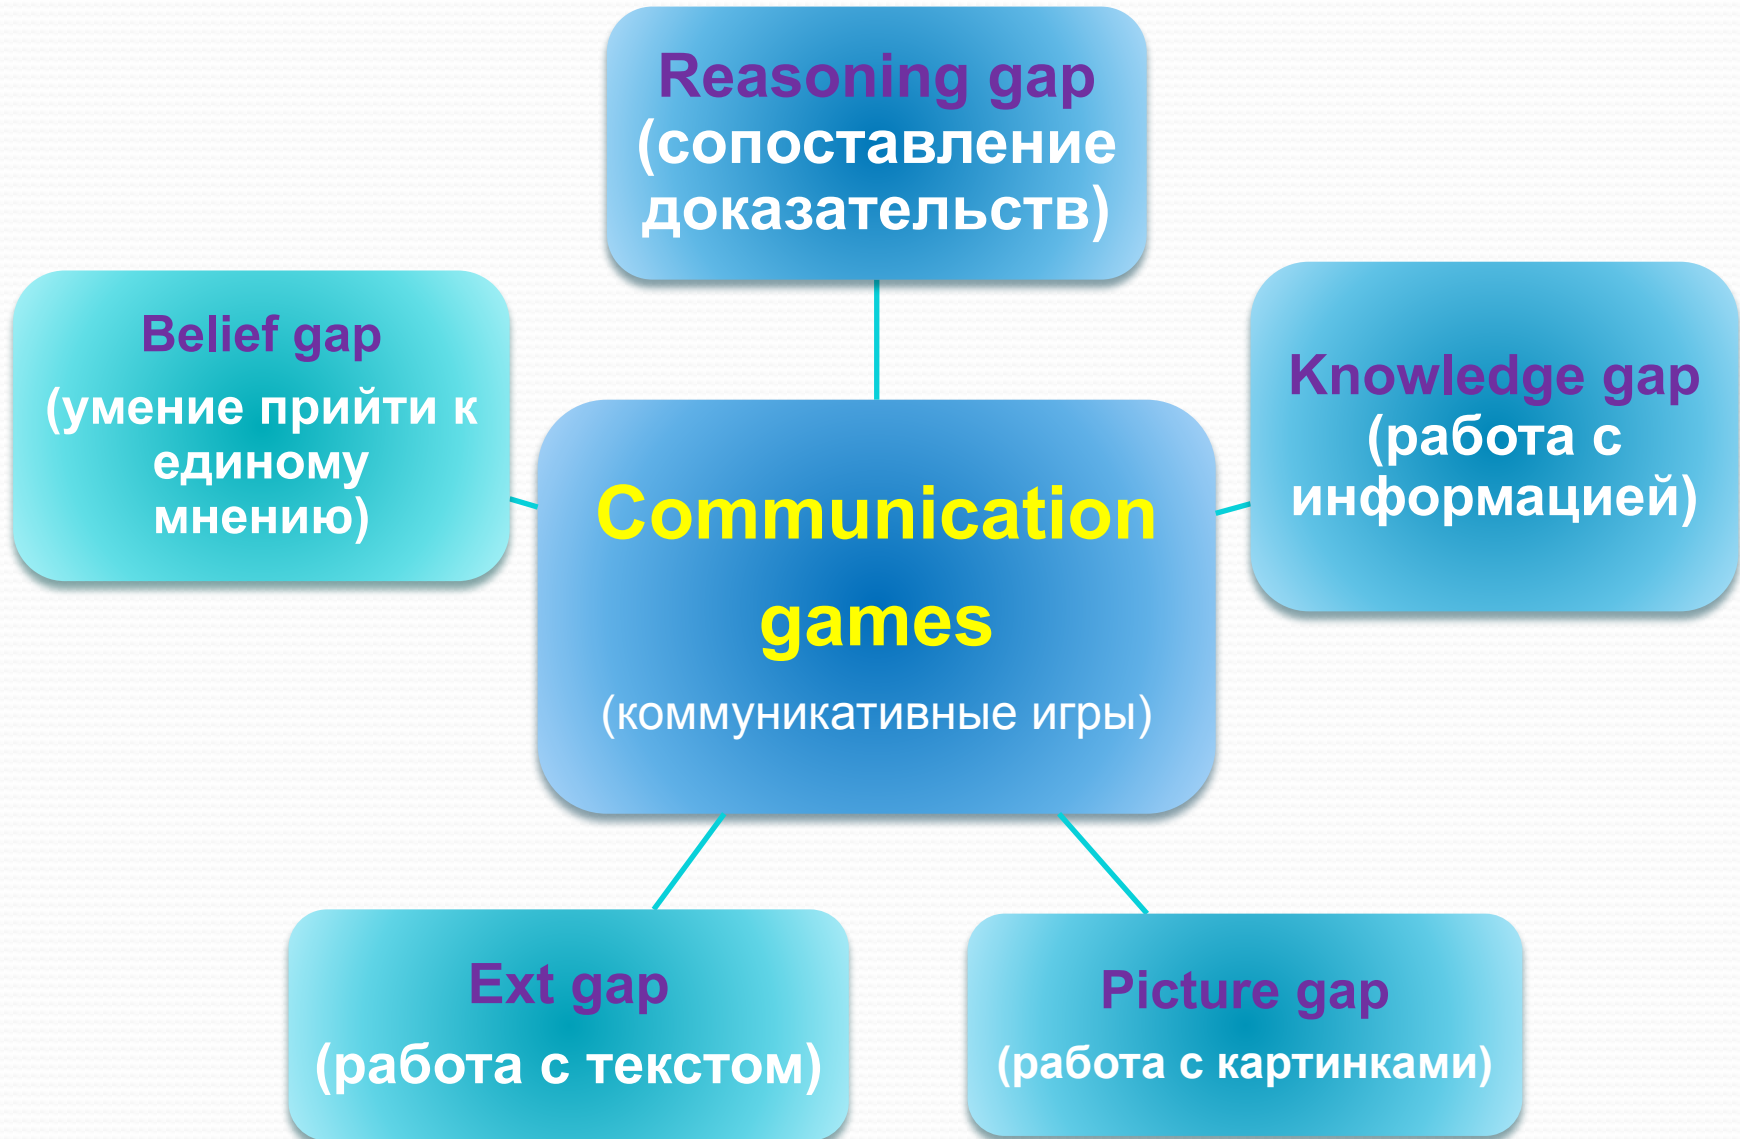 Reasoning gap
(сопоставление
доказательств)
Belief gap
(умение прийти к
единому
мнению)
Knowledge gap
(работа с
информацией)
Communication
games
(коммуникативные игры)
Ext gap
(работа с текстом)
Picture gap
(работа с картинками)